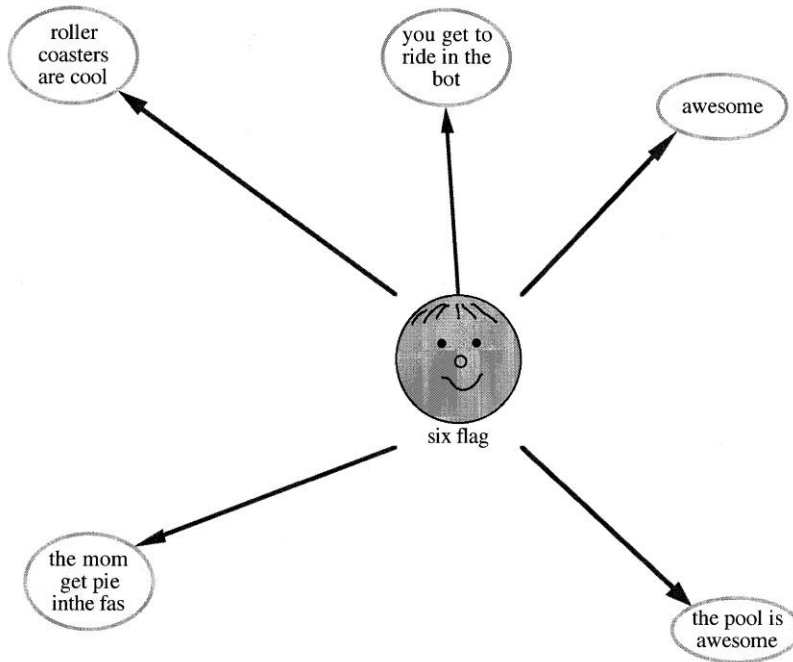 roller
coasters
are cool
you get to
ride in the
bot
awesome
six flag
the mom
get pie
inthe fas
the pool is
awesome